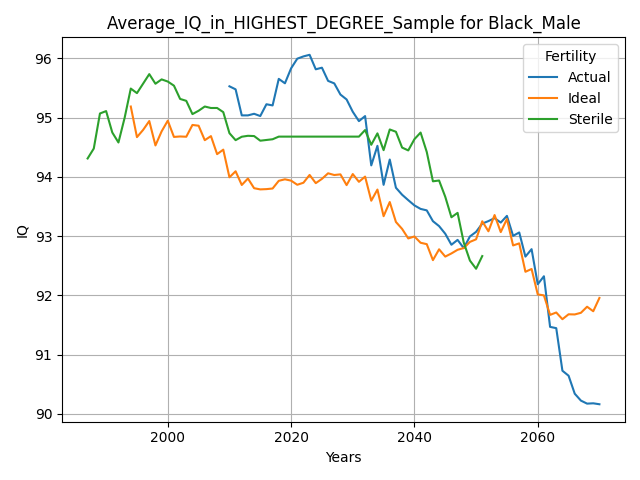 Average_IQ_in_HIGHEST_DEGREE_Sample for Black_Male
Fertility
Actual
Ideal
Sterile
IQ
96
95
94
93
92
91
90
2000
2020
2040
2060
Years